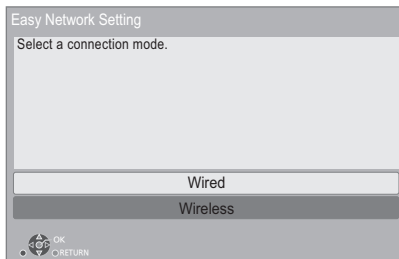 Easy Network Setting
Select a connection mode.
Wired
Wireless
OK
RETURN